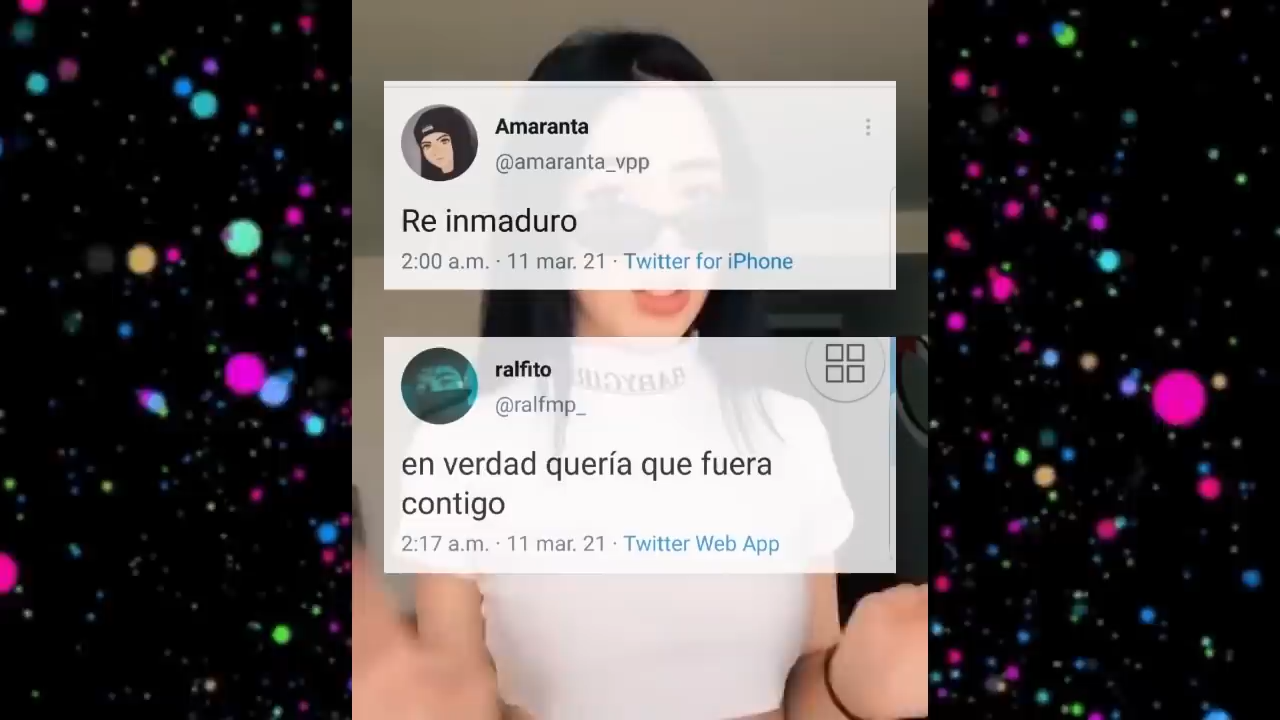 Amaranta
@amaranta_vpp
Re inmaduro
2:00 a.m. · 11 mar. 21 · Twitter for iPhone
ralfito
@ralfmp_
BABYGIRL
en verdad quería que fuera
contigo
2:17 a.m. · 11 mar. 21 · Twitter Web App